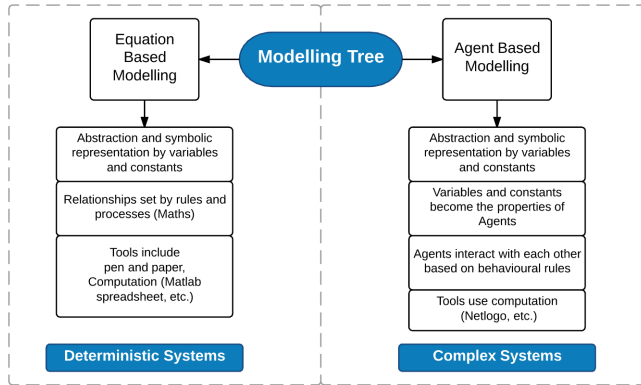 Modelling Tree
Equation
Based
Modelling
Abstraction and symbolic
representation by variables
and constants
Relationships set by rules and
processes (Maths)
Tools include
pen and paper,
Computation (Matlab
spreadsheet, etc.)
Deterministic Systems
Agent Based
Modelling
Abstraction and symbolic
representation by variables
and constants
Variables and constants
become the properties of
Agents
Agents interact with each other
based on behavioural rules
Tools use computation
(Netlogo, etc.)
Complex Systems